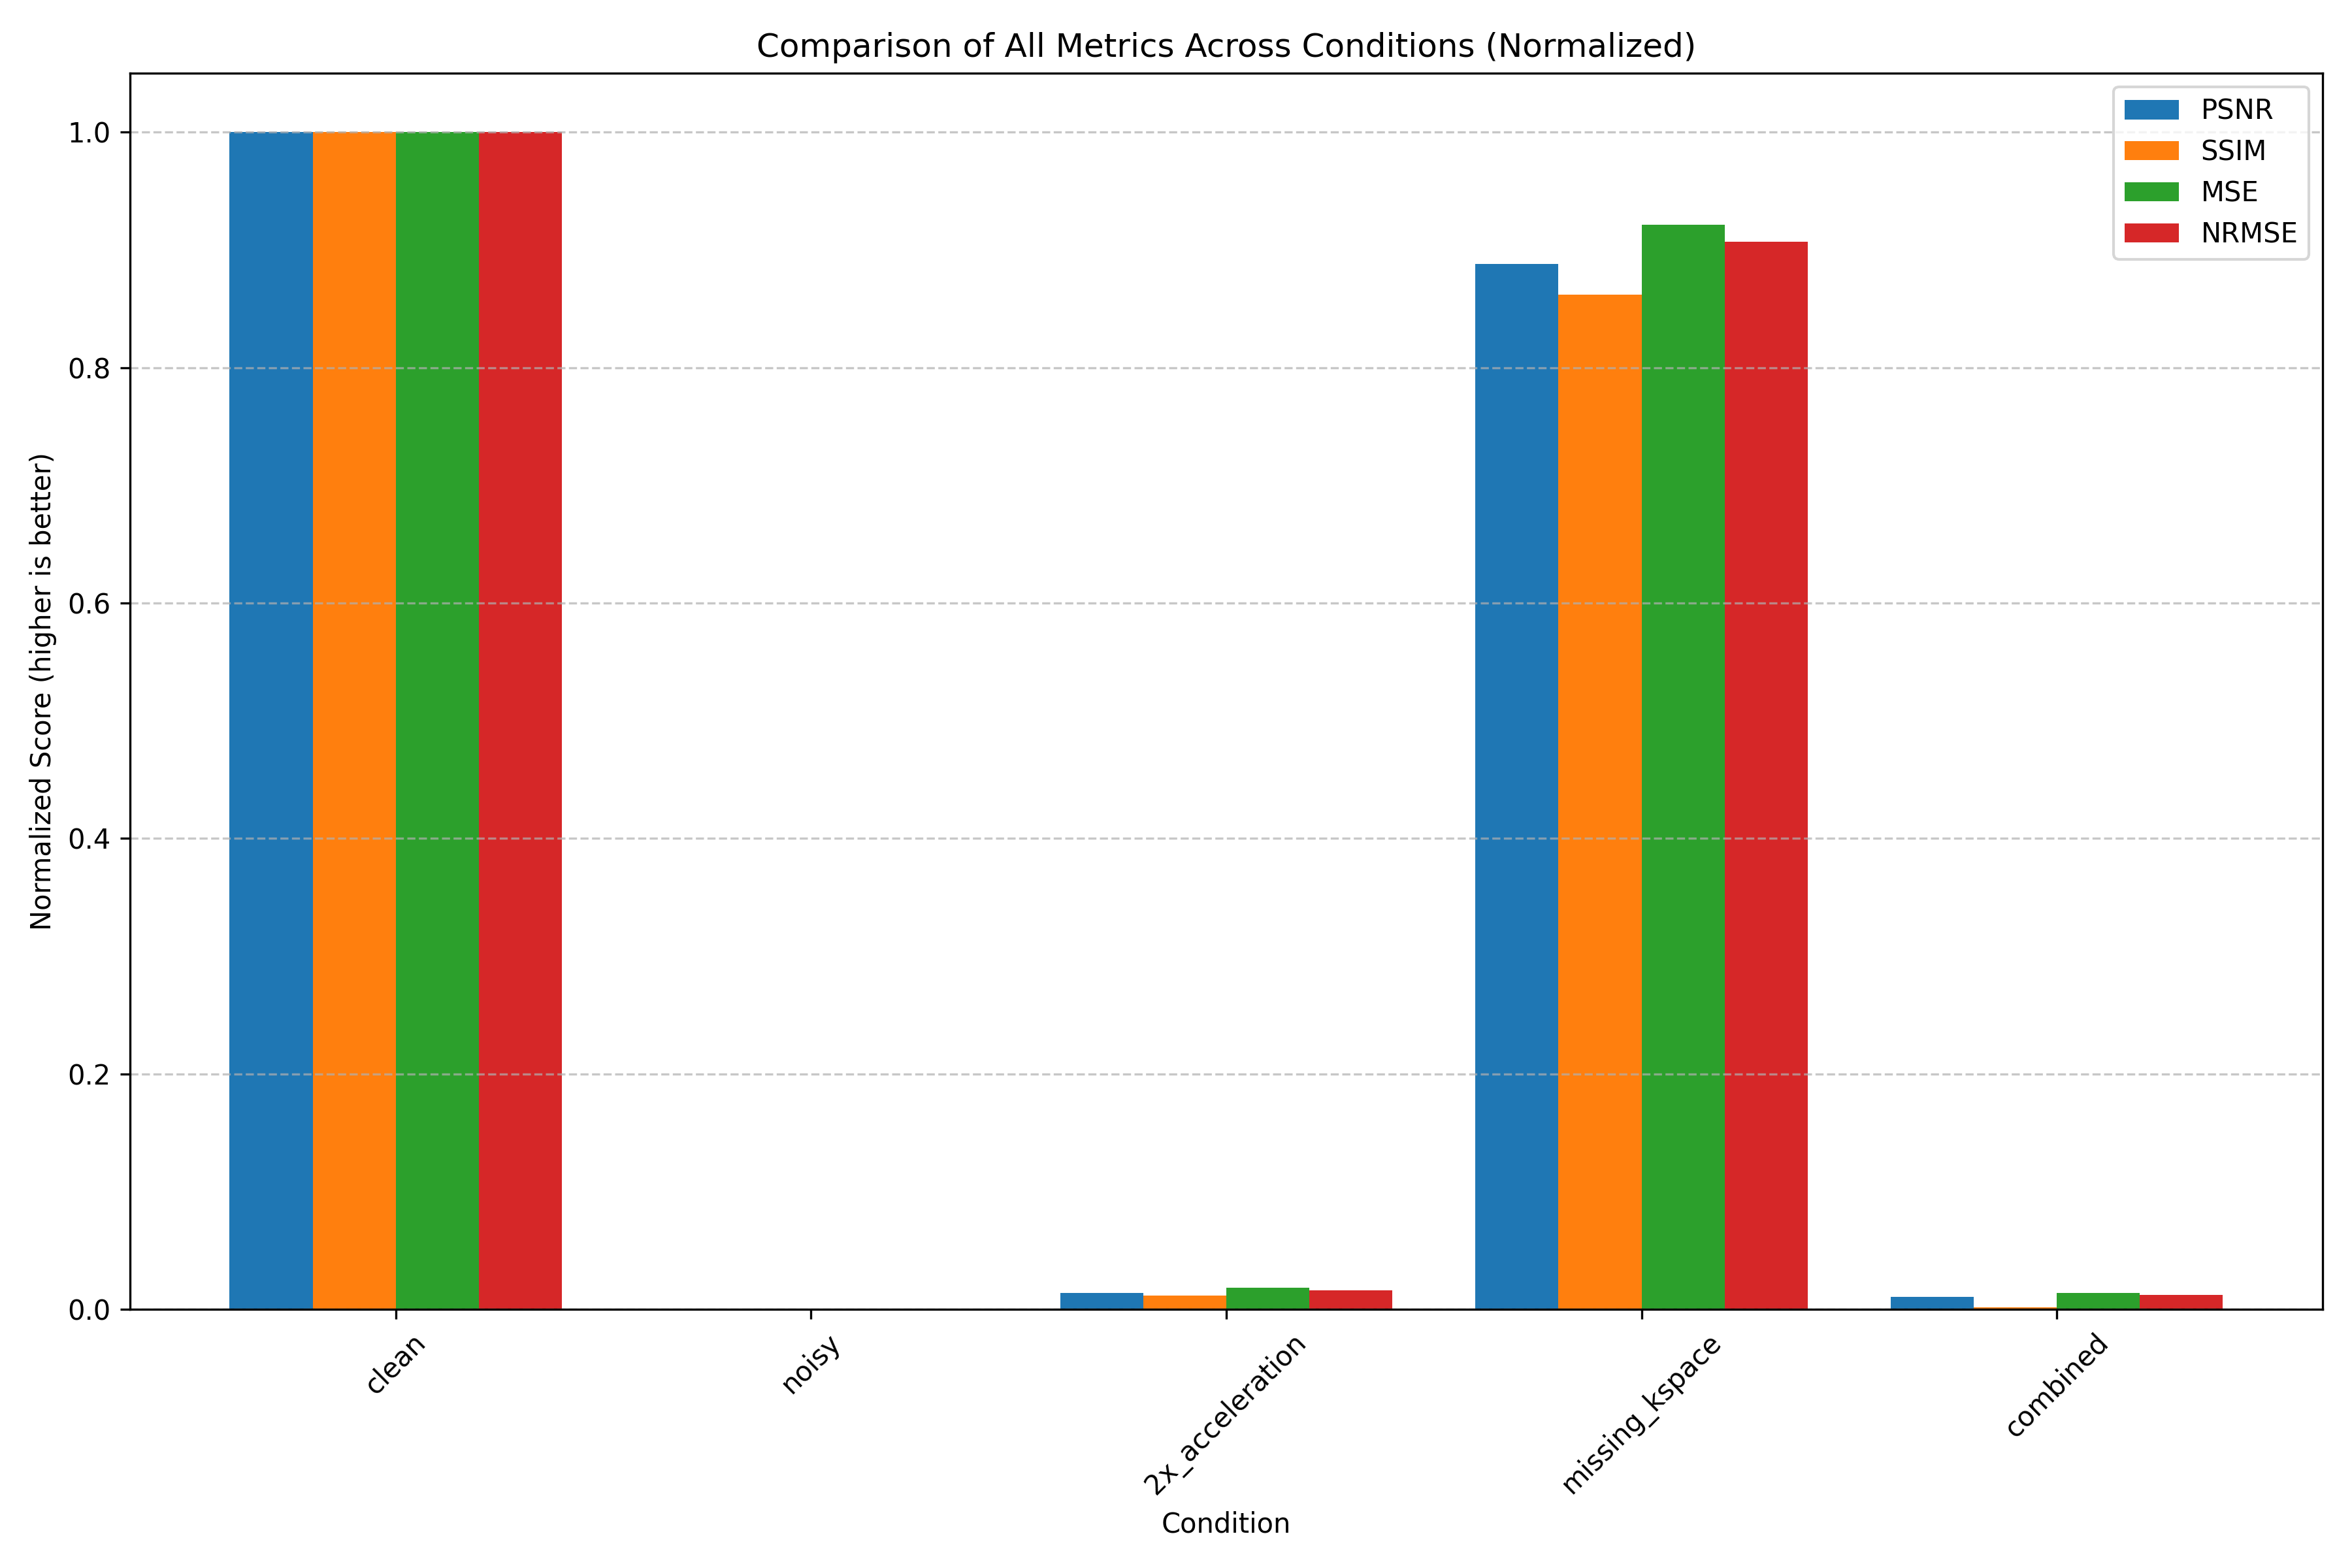 Comparison of All Metrics Across Conditions (Normalized)
PSNR
SSIM
MSE
NRMSE
Normalized Score (higher is better)
1.0
0.8
0.6
0.4
0.2
0.0
clean
noisy
2x_acceleration
missing_kspace
combined
Condition